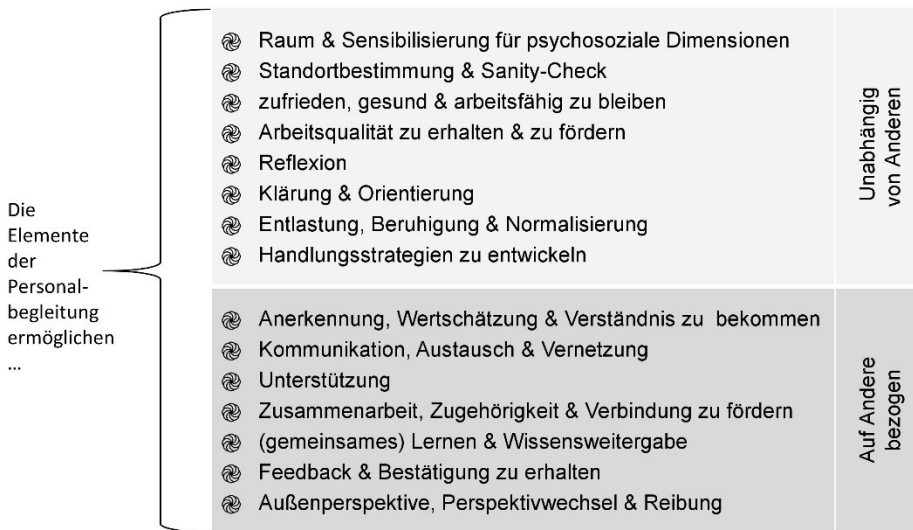 Die
Elemente
der
Personal-
begleitung
ermöglichen
...
Raum & Sensibilisierung für psychosoziale Dimensionen
Standortbestimmung & Sanity-Check
zufrieden, gesund & arbeitsfähig zu bleiben
Arbeitsqualität zu erhalten & zu fördern
Reflexion
Klärung & Orientierung
Entlastung, Beruhigung & Normalisierung
Handlungsstrategien zu entwickeln
Unabhängig
von Anderen
Anerkennung, Wertschätzung & Verständnis zu  bekommen
Kommunikation, Austausch & Vernetzung
Unterstützung
Zusammenarbeit, Zugehörigkeit & Verbindung zu fördern
(gemeinsames) Lernen & Wissensweitergabe
Feedback & Bestätigung zu erhalten
Außenperspektive, Perspektivwechsel & Reibung
Auf Andere
bezogen